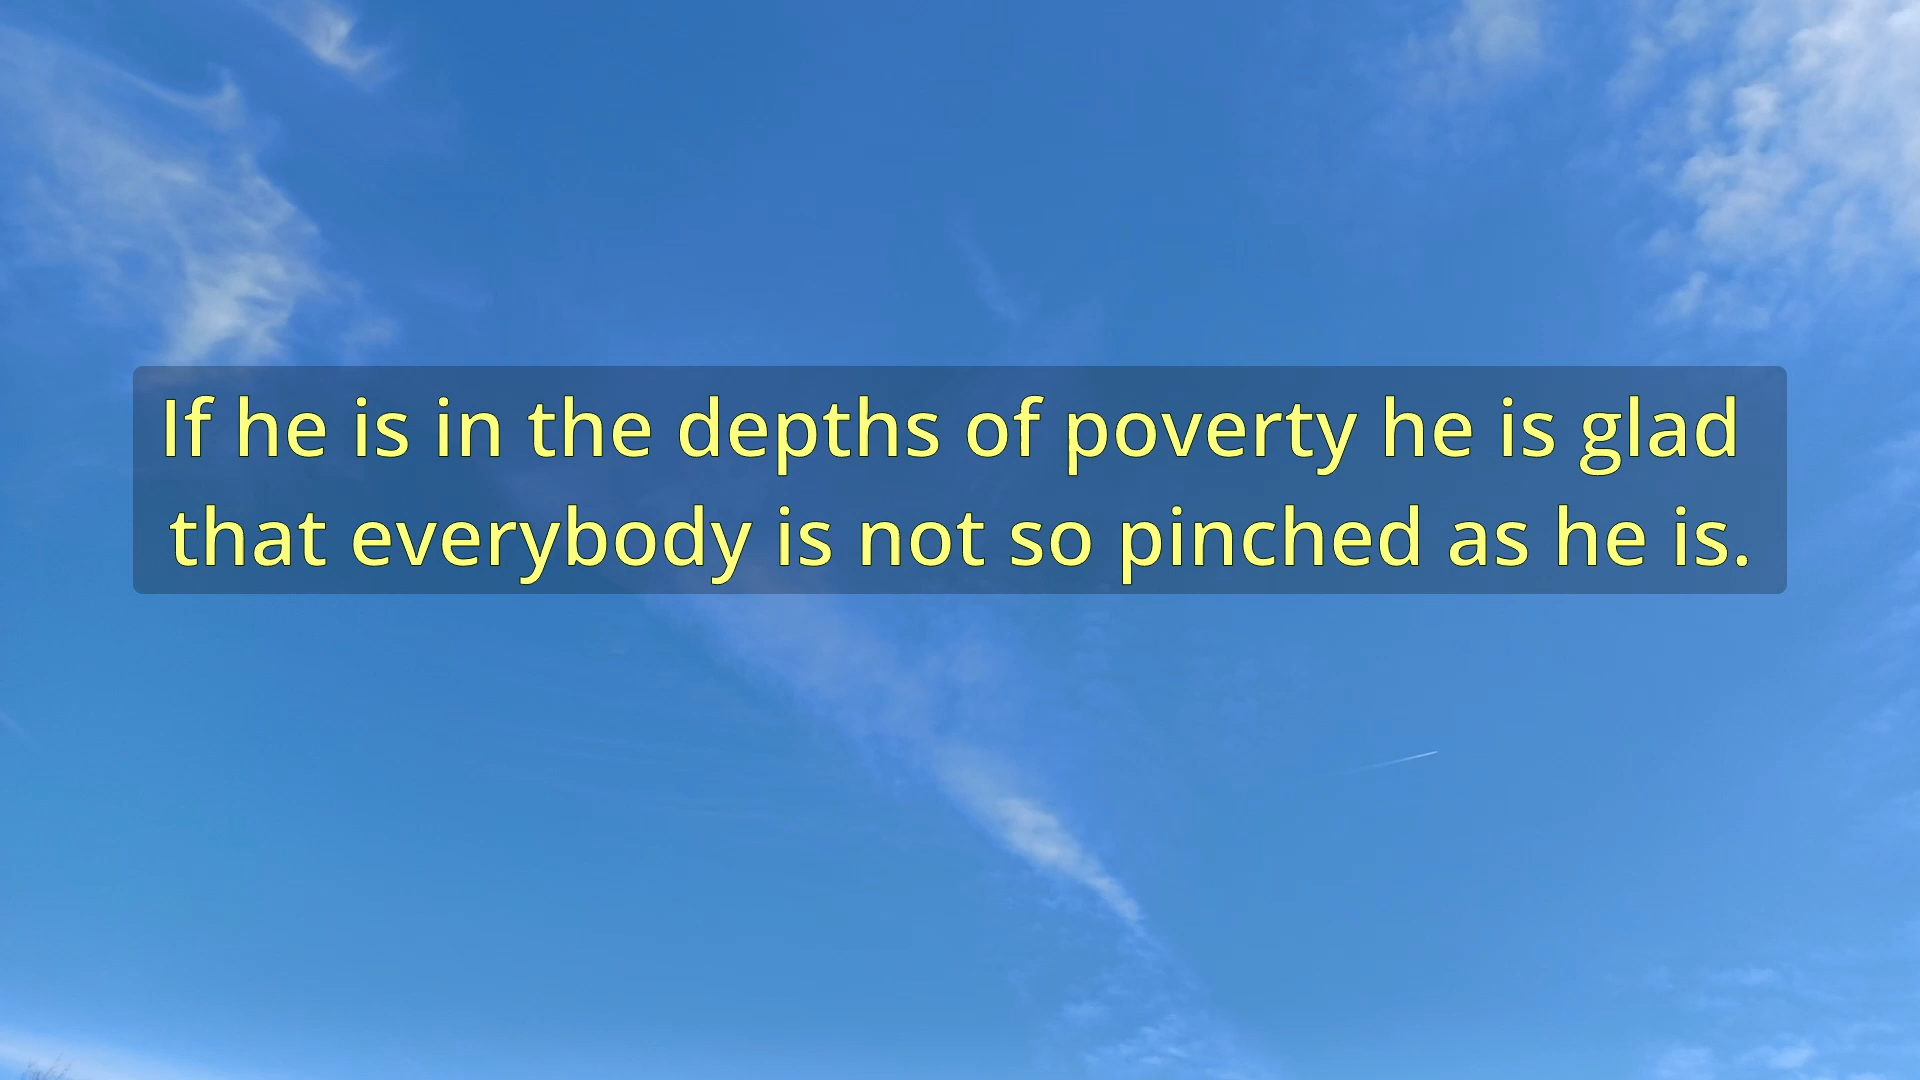 If he is in the depths of poverty he is glad
that everybody is not so pinched as he is.